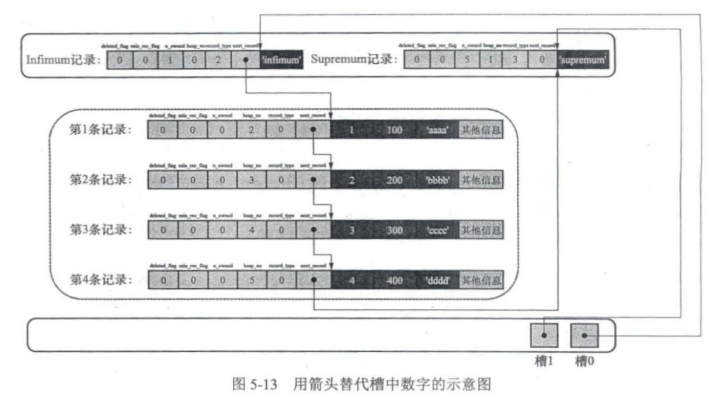 deleted_flag min_rec_flag n_owned heap_no record_type next_record
deleted_flag min_rec_flag n_owned heap_no record_type next_record
Infimum记录: 0 0 1 0 2 'infimum' Supremum记录: 0 0 5 1 3 0 'supremum'
deleted_flag min_rec_flag n_owned heap_no record_type next_record
第1条记录: 0 0 0 2 0 1 100 'aaaa' 其他信息
deleted_flag min_rec_flag n_owned heap_no record_type next_record
第2条记录: 0 0 0 3 0 2 200 'bbbb' 其他信息
deleted_flag min_rec_flag n_owned heap_no record_type next_record
第3条记录: 0 0 0 4 0 3 300 'cccc' 其他信息
deleted_flag min_rec_flag n_owned heap_no record_type next_record
第4条记录: 0 0 0 5 0 4 400 'dddd' 其他信息
槽1 槽0
图 5-13 用箭头替代槽中数字的示意图